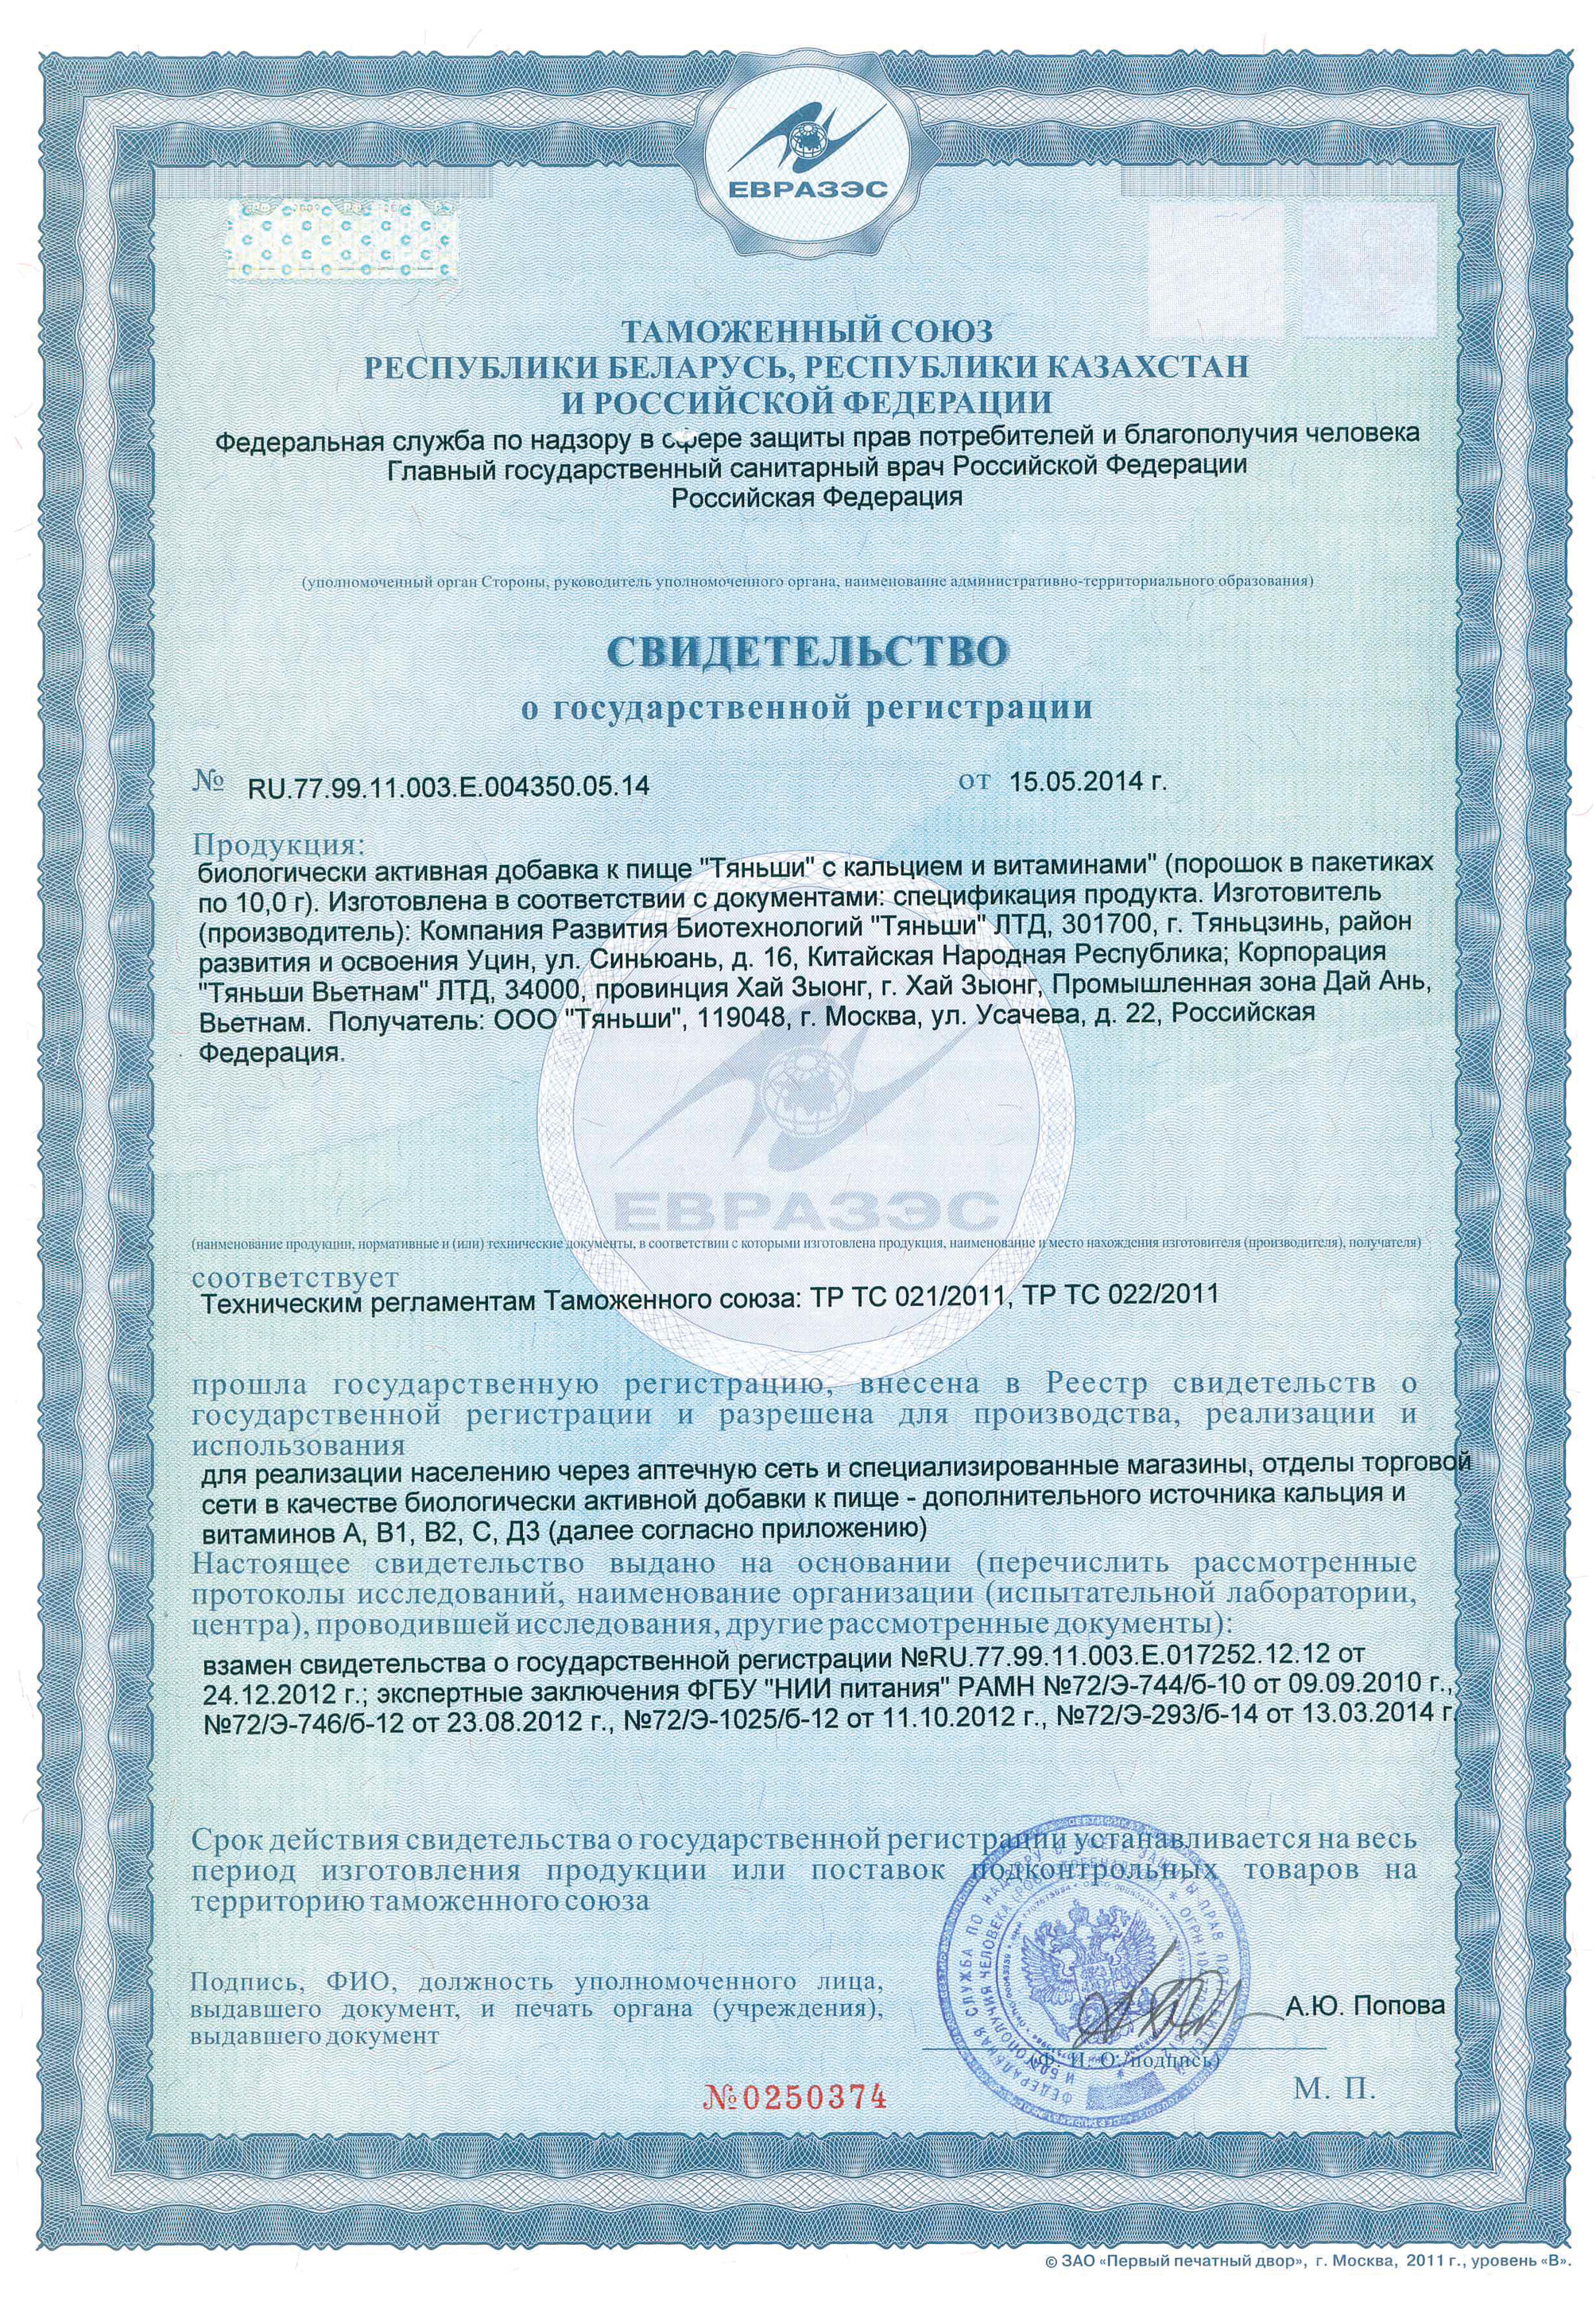 ЕВРАЗЭС
ТАМОЖЕННЫЙ СОЮЗ
РЕСПУБЛИКИ БЕЛАРУСЬ, РЕСПУБЛИКИ КАЗАХСТАН
И РОССИЙСКОЙ ФЕДЕРАЦИИ
Федеральная служба по надзору в сфере защиты прав потребителей и благополучия человека
Главный государственный санитарный врач Российской Федерации
Российская Федерация
(уполномоченный орган Стороны, руководитель уполномоченного органа, наименование административно-территориального образования)
СВИДЕТЕЛЬСТВО
о государственной регистрации
№ RU.77.99.11.003.Е.004350.05.14 от 15.05.2014 г.
Продукция:
биологически активная добавка к пище "Тяньши" с кальцием и витаминами" (порошок в пакетиках
по 10,0 г). Изготовлена в соответствии с документами: спецификация продукта. Изготовитель
(производитель): Компания Развития Биотехнологий "Тяньши" ЛТД, 301700, г. Тяньцзинь, район
развития и освоения Уцин, ул. Синьюань, д. 16, Китайская Народная Республика; Корпорация
"Тяньши Вьетнам" ЛТД, 34000, провинция Хай Зыонг, г. Хай Зыонг, Промышленная зона Дай Ань,
Вьетнам. Получатель: ООО "Тяньши", 119048, г. Москва, ул. Усачева, д. 22, Российская
Федерация.
ЕВРАЗЭС
(наименование продукции, нормативные и (или) технические документы, в соответствии с которыми изготовлена продукция, наименование и место нахождения изготовителя (производителя), получателя)
соответствует
Техническим регламентам Таможенного союза: ТР ТС 021/2011, ТР ТС 022/2011
прошла государственную регистрацию, внесена в Реестр свидетельств о
государственной регистрации и разрешена для производства, реализации и
использования
для реализации населению через аптечную сеть и специализированные магазины, отделы торговой
сети в качестве биологически активной добавки к пище - дополнительного источника кальция и
витаминов А, В1, В2, С, Д3 (далее согласно приложению)
Настоящее свидетельство выдано на основании (перечислить рассмотренные
протоколы исследований, наименование организации (испытательной лаборатории,
центра), проводившей исследования, другие рассмотренные документы):
взамен свидетельства о государственной регистрации №RU.77.99.11.003.Е.017252.12.12 от
24.12.2012 г.; экспертные заключения ФГБУ "НИИ питания" РАМН №72/Э-744/б-10 от 09.09.2010 г.,
№72/Э-746/б-12 от 23.08.2012 г., №72/Э-1025/б-12 от 11.10.2012 г., №72/Э-293/б-14 от 13.03.2014 г.
Срок действия свидетельства о государственной регистрации устанавливается на весь
период изготовления продукции или поставок подконтрольных товаров на
территорию таможенного союза
Подпись, ФИО, должность уполномоченного лица,
выдавшего документ, и печать органа (учреждения),
выдавшего документ
А.Ю. Попова
(Ф. И. О./подпись)
М. П.
№0250374
© ЗАО «Первый печатный двор», г. Москва, 2011 г., уровень «В».